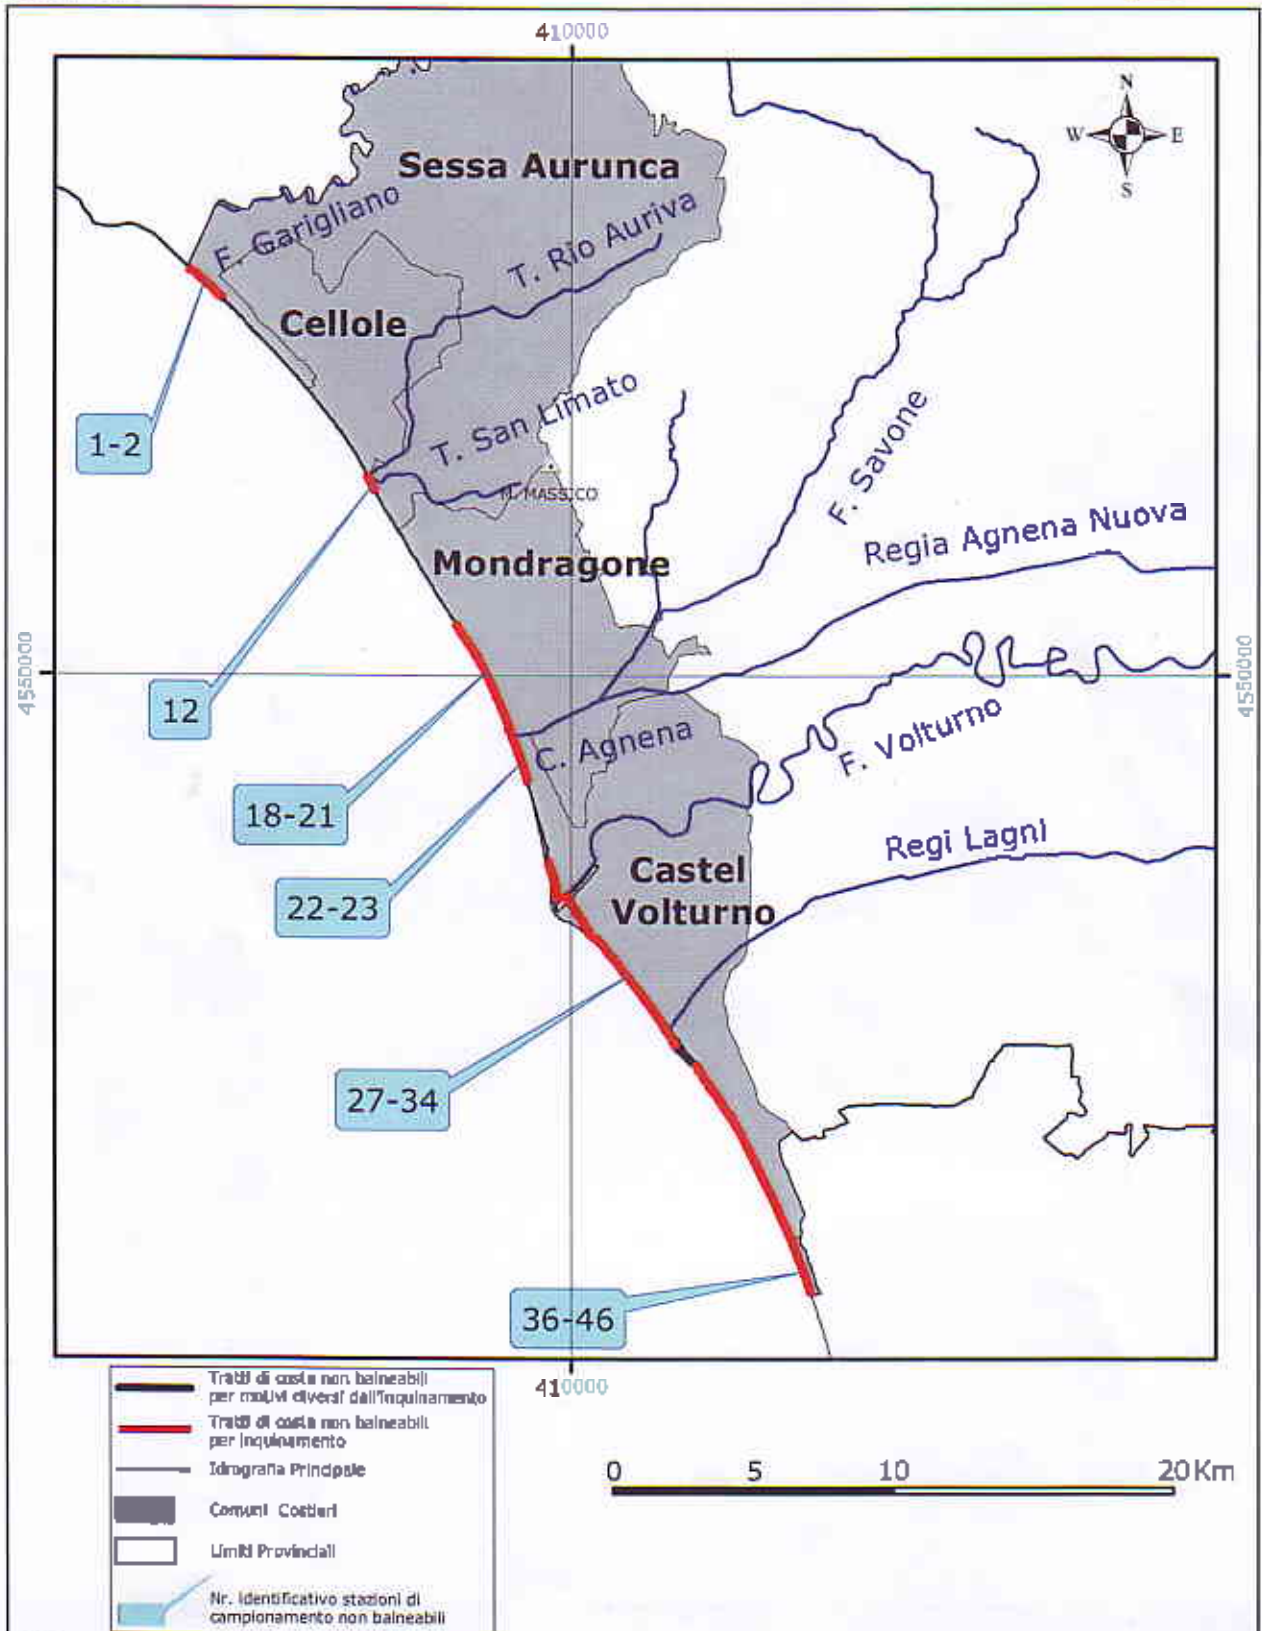 410000
N
W E
S
Sessa Aurunca
F. Garigliano
T. Rio Auriva
Cellole
T. San Limato
1-2
M. MASSICO
F. Savone
Regia Agnena Nuova
Mondragone
4550000
4550000
12
C. Agnena
F. Volturno
18-21
Regi Lagni
Castel
Volturno
22-23
27-34
36-46
410000
Tratti di costa non balneabili
per motivi diversi dall'inquinamento
Tratti di costa non balneabili
per inquinamento
Idrografia Principale
Comuni Costieri
Limiti Provinciali
Nr. identificativo stazioni di
campionamento non balneabili
0 5 10 20 Km